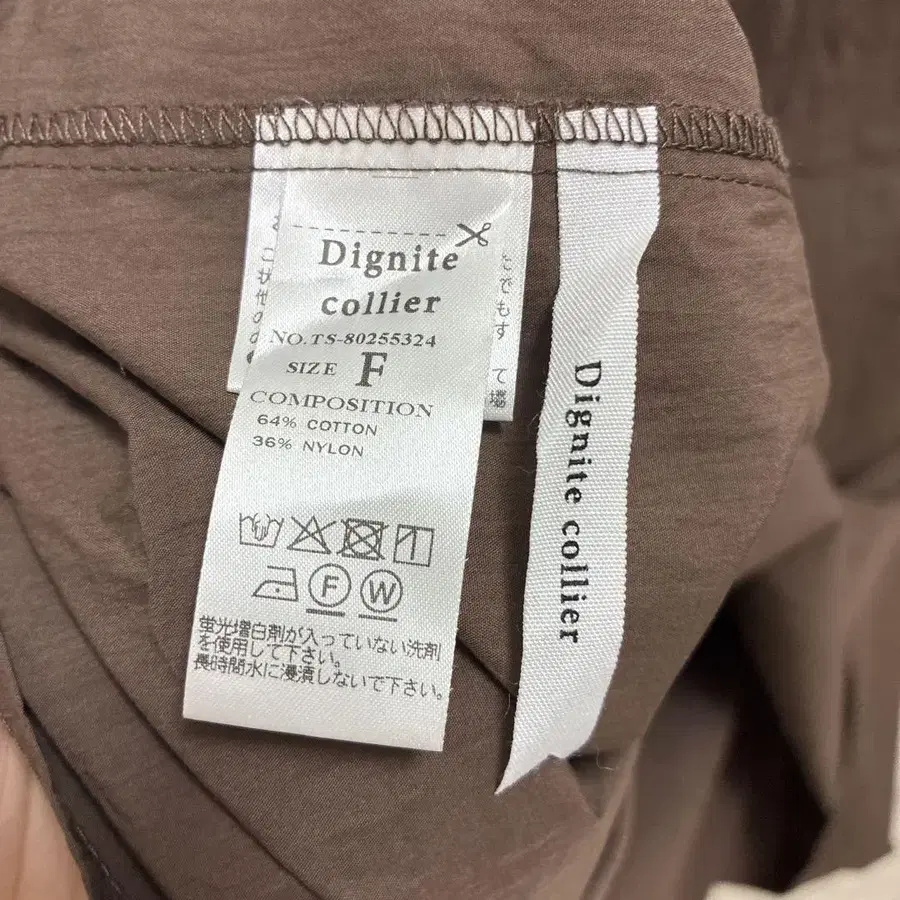 Dignite
collier
NO.TS-80255324
SIZE F
COMPOSITION
64% COTTON
36% NYLON
F W
蛍光増白剤が入っていない洗剤
を使用して下さい。
長時間水に浸漬しないで下さい。
Dignite collier